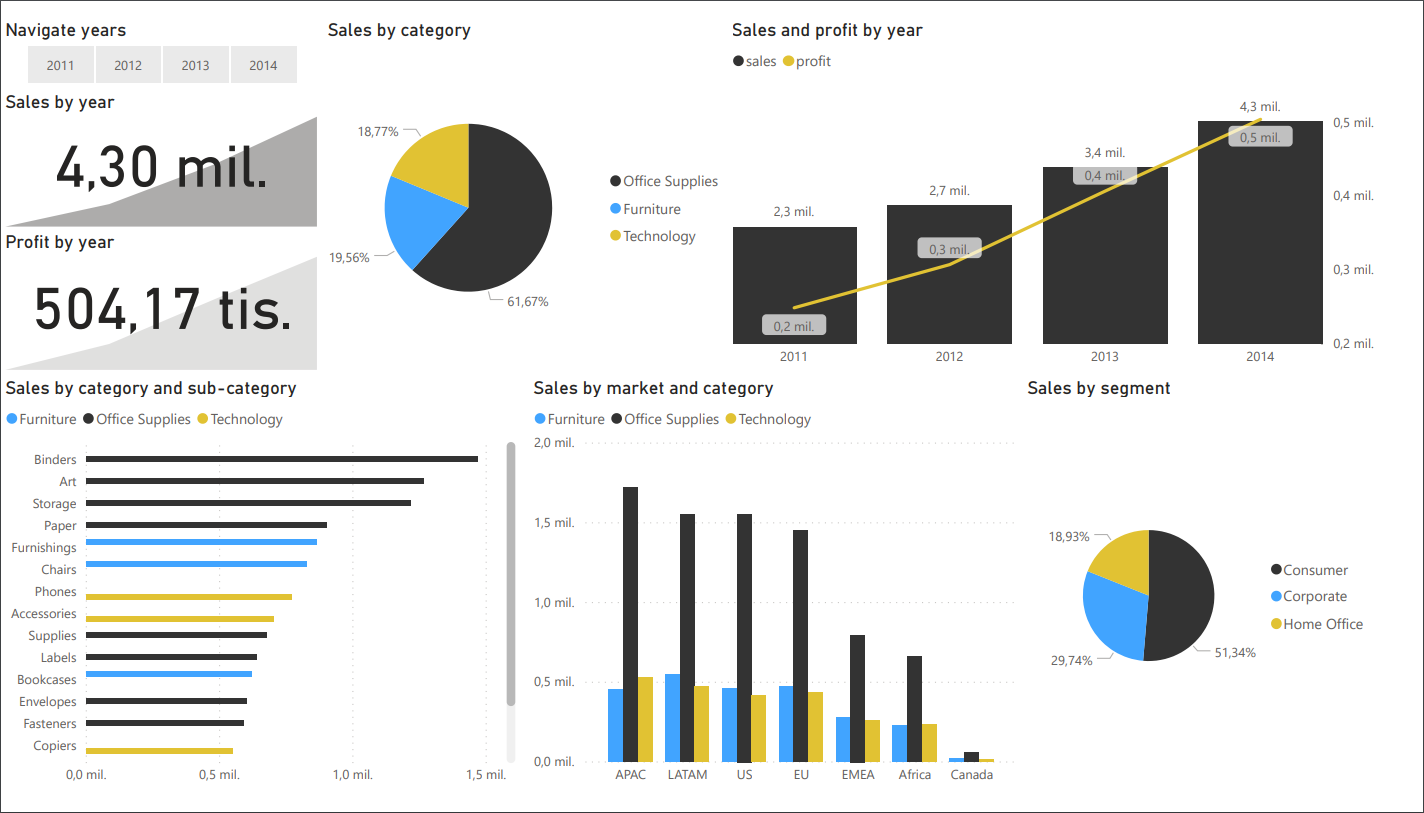 Navigate years
2011 2012 2013 2014
Sales by year
4,30 mil.
Profit by year
504,17 tis.
Sales by category
18,77%
19,56%
61,67%
Office Supplies
Furniture
Technology
Sales and profit by year
sales profit
2,3 mil.
2,7 mil.
3,4 mil.
4,3 mil.
0,2 mil.
0,3 mil.
0,4 mil.
0,5 mil.
0,5 mil.
0,4 mil.
0,3 mil.
0,2 mil.
2011 2012 2013 2014
Sales by category and sub-category
Furniture Office Supplies Technology
Binders
Art
Storage
Paper
Furnishings
Chairs
Phones
Accessories
Supplies
Labels
Bookcases
Envelopes
Fasteners
Copiers
0,0 mil. 0,5 mil. 1,0 mil. 1,5 mil.
Sales by market and category
Furniture Office Supplies Technology
2,0 mil.
1,5 mil.
1,0 mil.
0,5 mil.
0,0 mil.
APAC LATAM US EU EMEA Africa Canada
Sales by segment
18,93%
29,74%
51,34%
Consumer
Corporate
Home Office